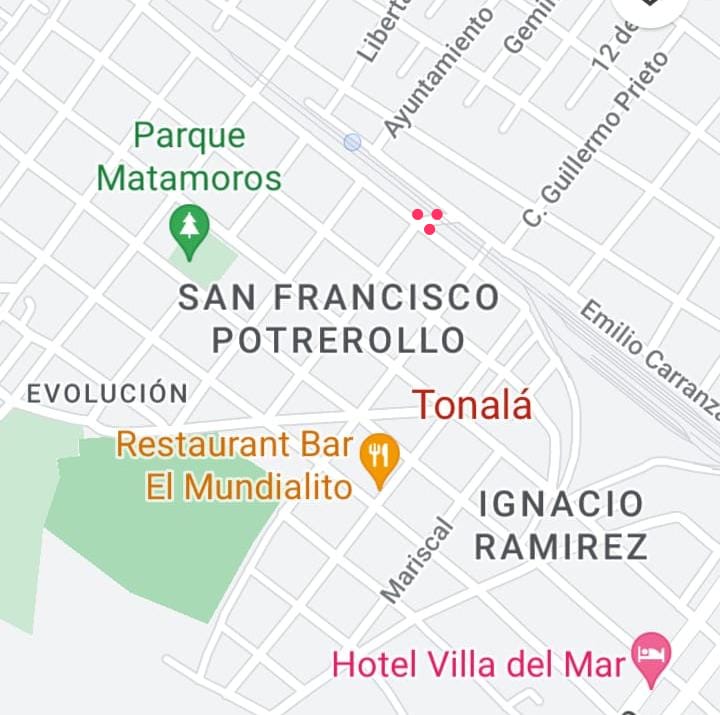 Liberta
Ayuntamiento
Gemin
12 de
C. Guillermo Prieto
Parque
Matamoros
SAN FRANCISCO
POTREROLLO
Emilio Carranza
EVOLUCIÓN
Tonalá
Restaurant Bar
El Mundialito
IGNACIO
RAMIREZ
Mariscal
Hotel Villa del Mar